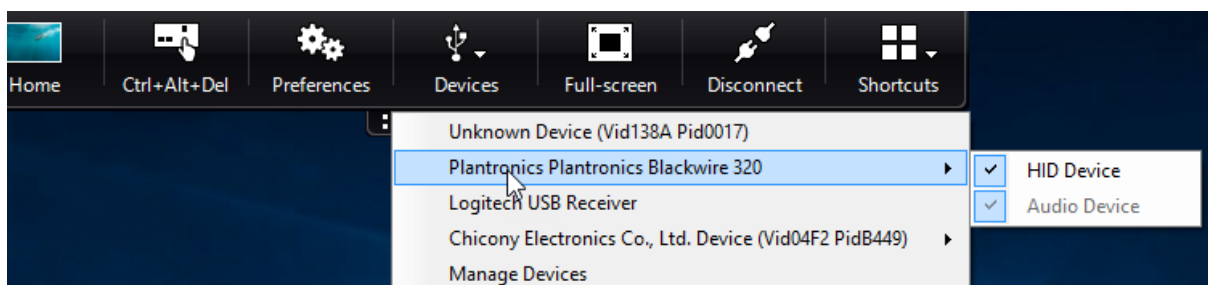 Home Ctrl+Alt+Del Preferences Devices Full-screen Disconnect Shortcuts
Unknown Device (Vid138A Pid0017)
Plantronics Plantronics Blackwire 320
HID Device
Logitech USB Receiver
Audio Device
Chicony Electronics Co., Ltd. Device (Vid04F2 PidB449)
Manage Devices